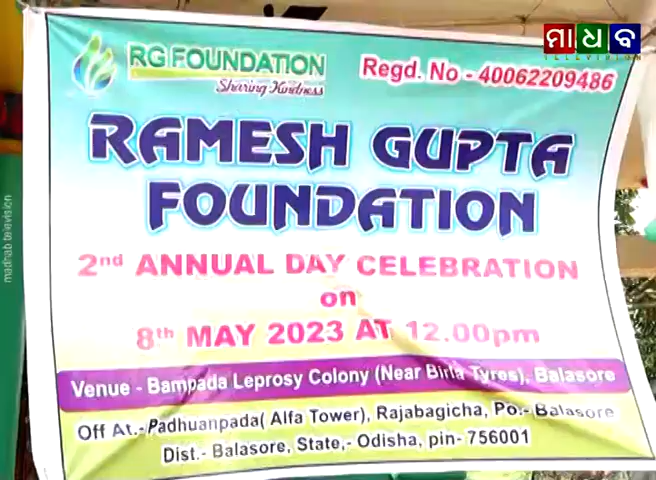 ମାଧବ
TELEVISION
RG FOUNDATION
Sharing Kindness
Regd. No - 40062209486
RAMESH GUPTA
FOUNDATION
2nd ANNUAL DAY CELEBRATION
on
8th MAY 2023 AT 12.00pm
Venue - Bampada Leprosy Colony (Near Birla Tyres), Balasore
Off At.- Padhuanpada( Alfa Tower), Rajabagicha, Po.- Balasore
Dist.- Balasore, State,- Odisha, pin- 756001
madhab television